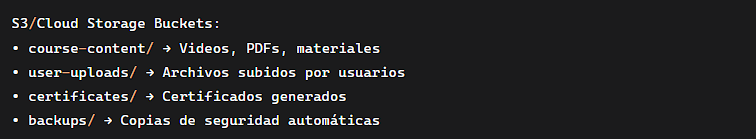 S3/Cloud Storage Buckets:
• course-content/ → Videos, PDFs, materiales
• user-uploads/ → Archivos subidos por usuarios
• certificates/ → Certificados generados
• backups/ → Copias de seguridad automáticas